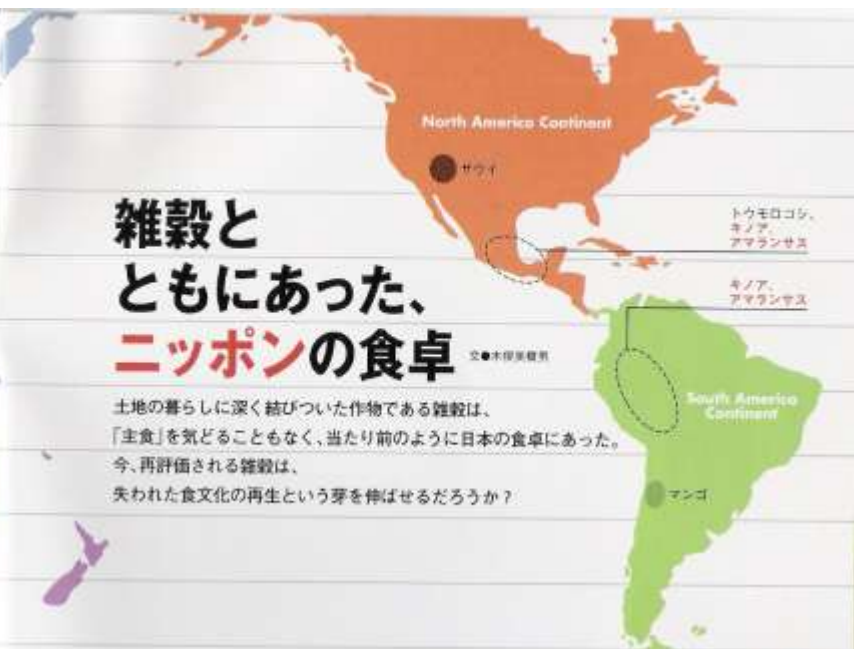 North America Continent
サウイ
トウモロコシ、
キノア、
アマランサス
雑穀と
ともにあった、
ニッポンの食卓
キノア、
アマランサス
South America
Continent
土地の暮らしに深く結びついた作物である雑穀は、
「主食」を気どることもなく、当たり前のように日本の食卓にあった。
今、再評価される雑穀は、
失われた食文化の再生という芽を伸ばせるだろうか?
マンゴ